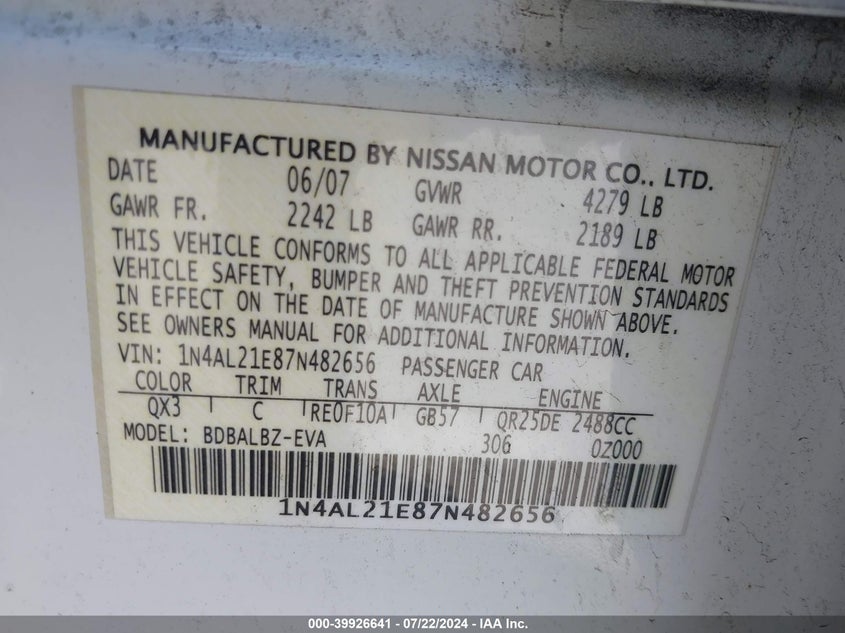 MANUFACTURED BY NISSAN MOTOR CO., LTD.
DATE 06/07 GVWR 4279 LB
GAWR FR. 2242 LB GAWR RR. 2189 LB
THIS VEHICLE CONFORMS TO ALL APPLICABLE FEDERAL MOTOR
VEHICLE SAFETY, BUMPER AND THEFT PREVENTION STANDARDS
IN EFFECT ON THE DATE OF MANUFACTURE SHOWN ABOVE.
SEE OWNERS MANUAL FOR ADDITIONAL INFORMATION.
VIN: 1N4AL21E87N482656 PASSENGER CAR
COLOR TRIM TRANS AXLE ENGINE
QX3 C RE0F10A GB57 QR25DE 2488CC
MODEL: BDBALBZ-EVA 306 0Z000
1N4AL21E87N482656
000-39926641 - 07/22/2024 - IAA Inc.